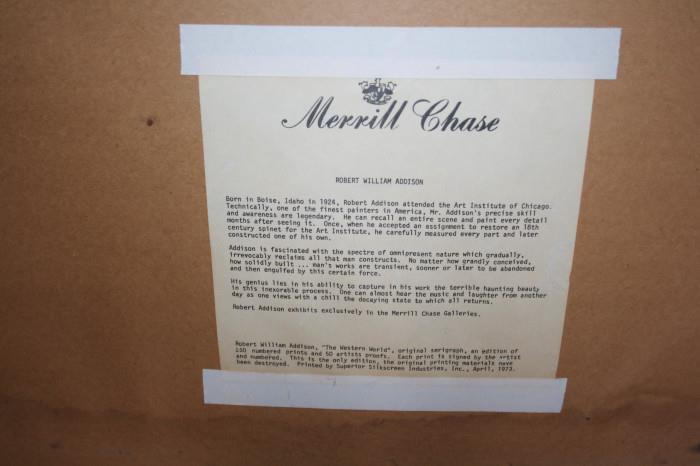 Merrill Chase
ROBERT WILLIAM ADDISON
Born in Boise, Idaho in 1924, Robert Addison attended the Art Institute of Chicago.
Technically, one of the finest painters in America, Mr. Addison's precise skill
and awareness are legendary. He can recall an entire scene and paint every detail
months after seeing it. Once, when he accepted an assignment to restore an 18th
century spinet for the Art Institute, he carefully measured every part and later
constructed one of his own.
Addison is fascinated with the spectre of omnipresent nature which gradually,
irrevocably reclaims all that man constructs. No matter how grandly conceived,
how solidly built ... man's works are transient, sooner or later to be abandoned
and then engulfed by this certain force.
His genius lies in his ability to capture in his work the terrible haunting beauty
in this inexorable process. One can almost hear the music and laughter from another
day as one views with a chill the decaying state to which all returns.
Robert Addison exhibits exclusively in the Merrill Chase Galleries.
Robert William Addison, "The Western World", original serigraph, an edition of
250 numbered prints and 50 artists proofs. Each print is signed by the artist
and numbered. This is the only edition, the original printing materials have
been destroyed. Printed by Superior Silkscreen Industries, Inc., April, 1973.